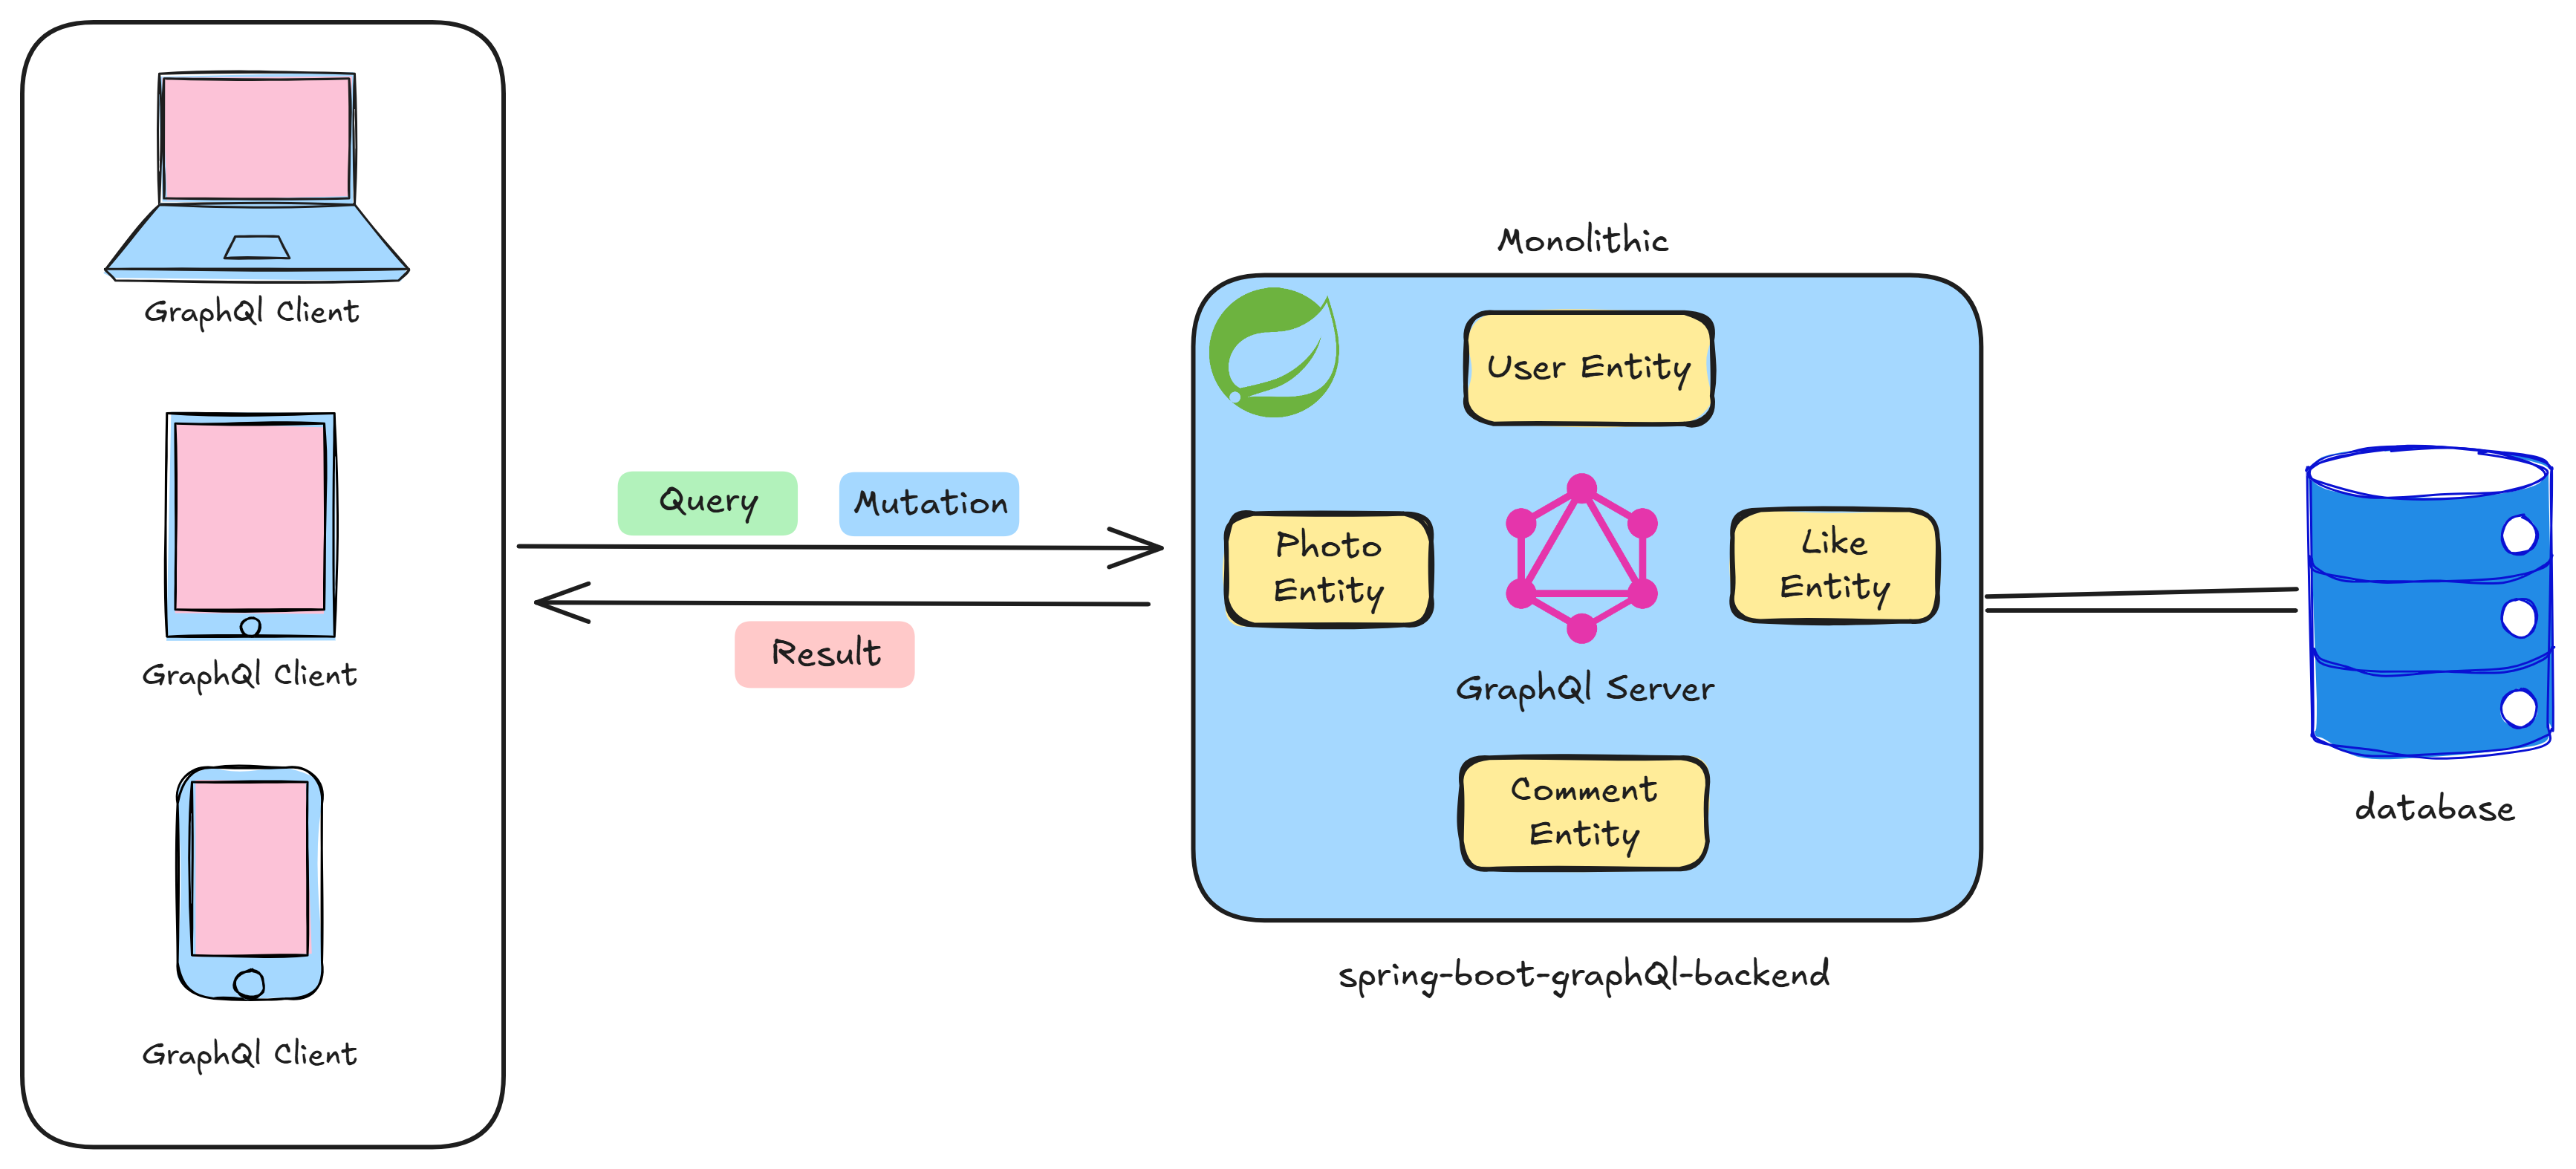 GraphQl Client
GraphQl Client
GraphQl Client
Query
Mutation
Result
Monolithic
User Entity
Photo
Entity
Like
Entity
GraphQl Server
Comment
Entity
spring-boot-graphQl-backend
database